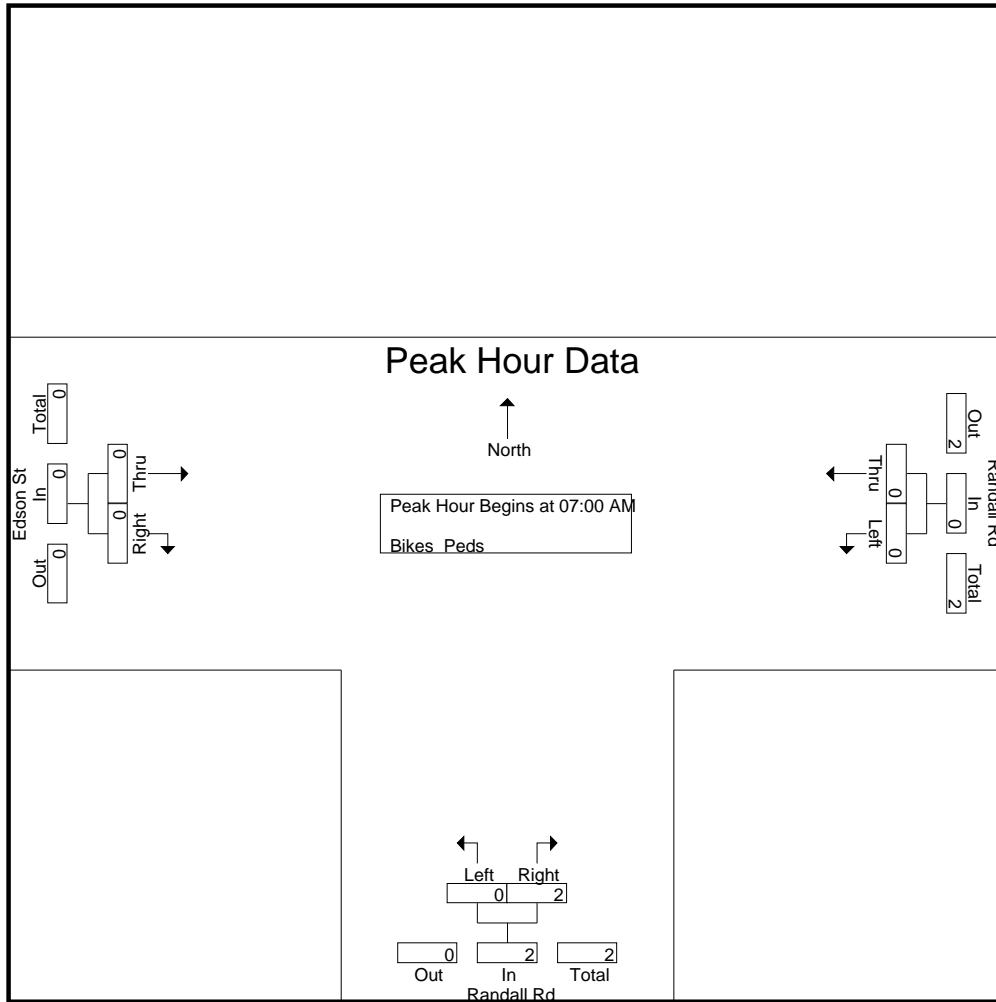 Peak Hour Data
North
Peak Hour Begins at 07:00 AM
Bikes Peds
Edson St
Total
0
In
0
Out
0
Thru
0
Right
0
Randall Rd
Out
2
In
0
Total
2
Thru
0
Left
0
Left Right
0 2
0 2 2
Out In Total
Randall Rd